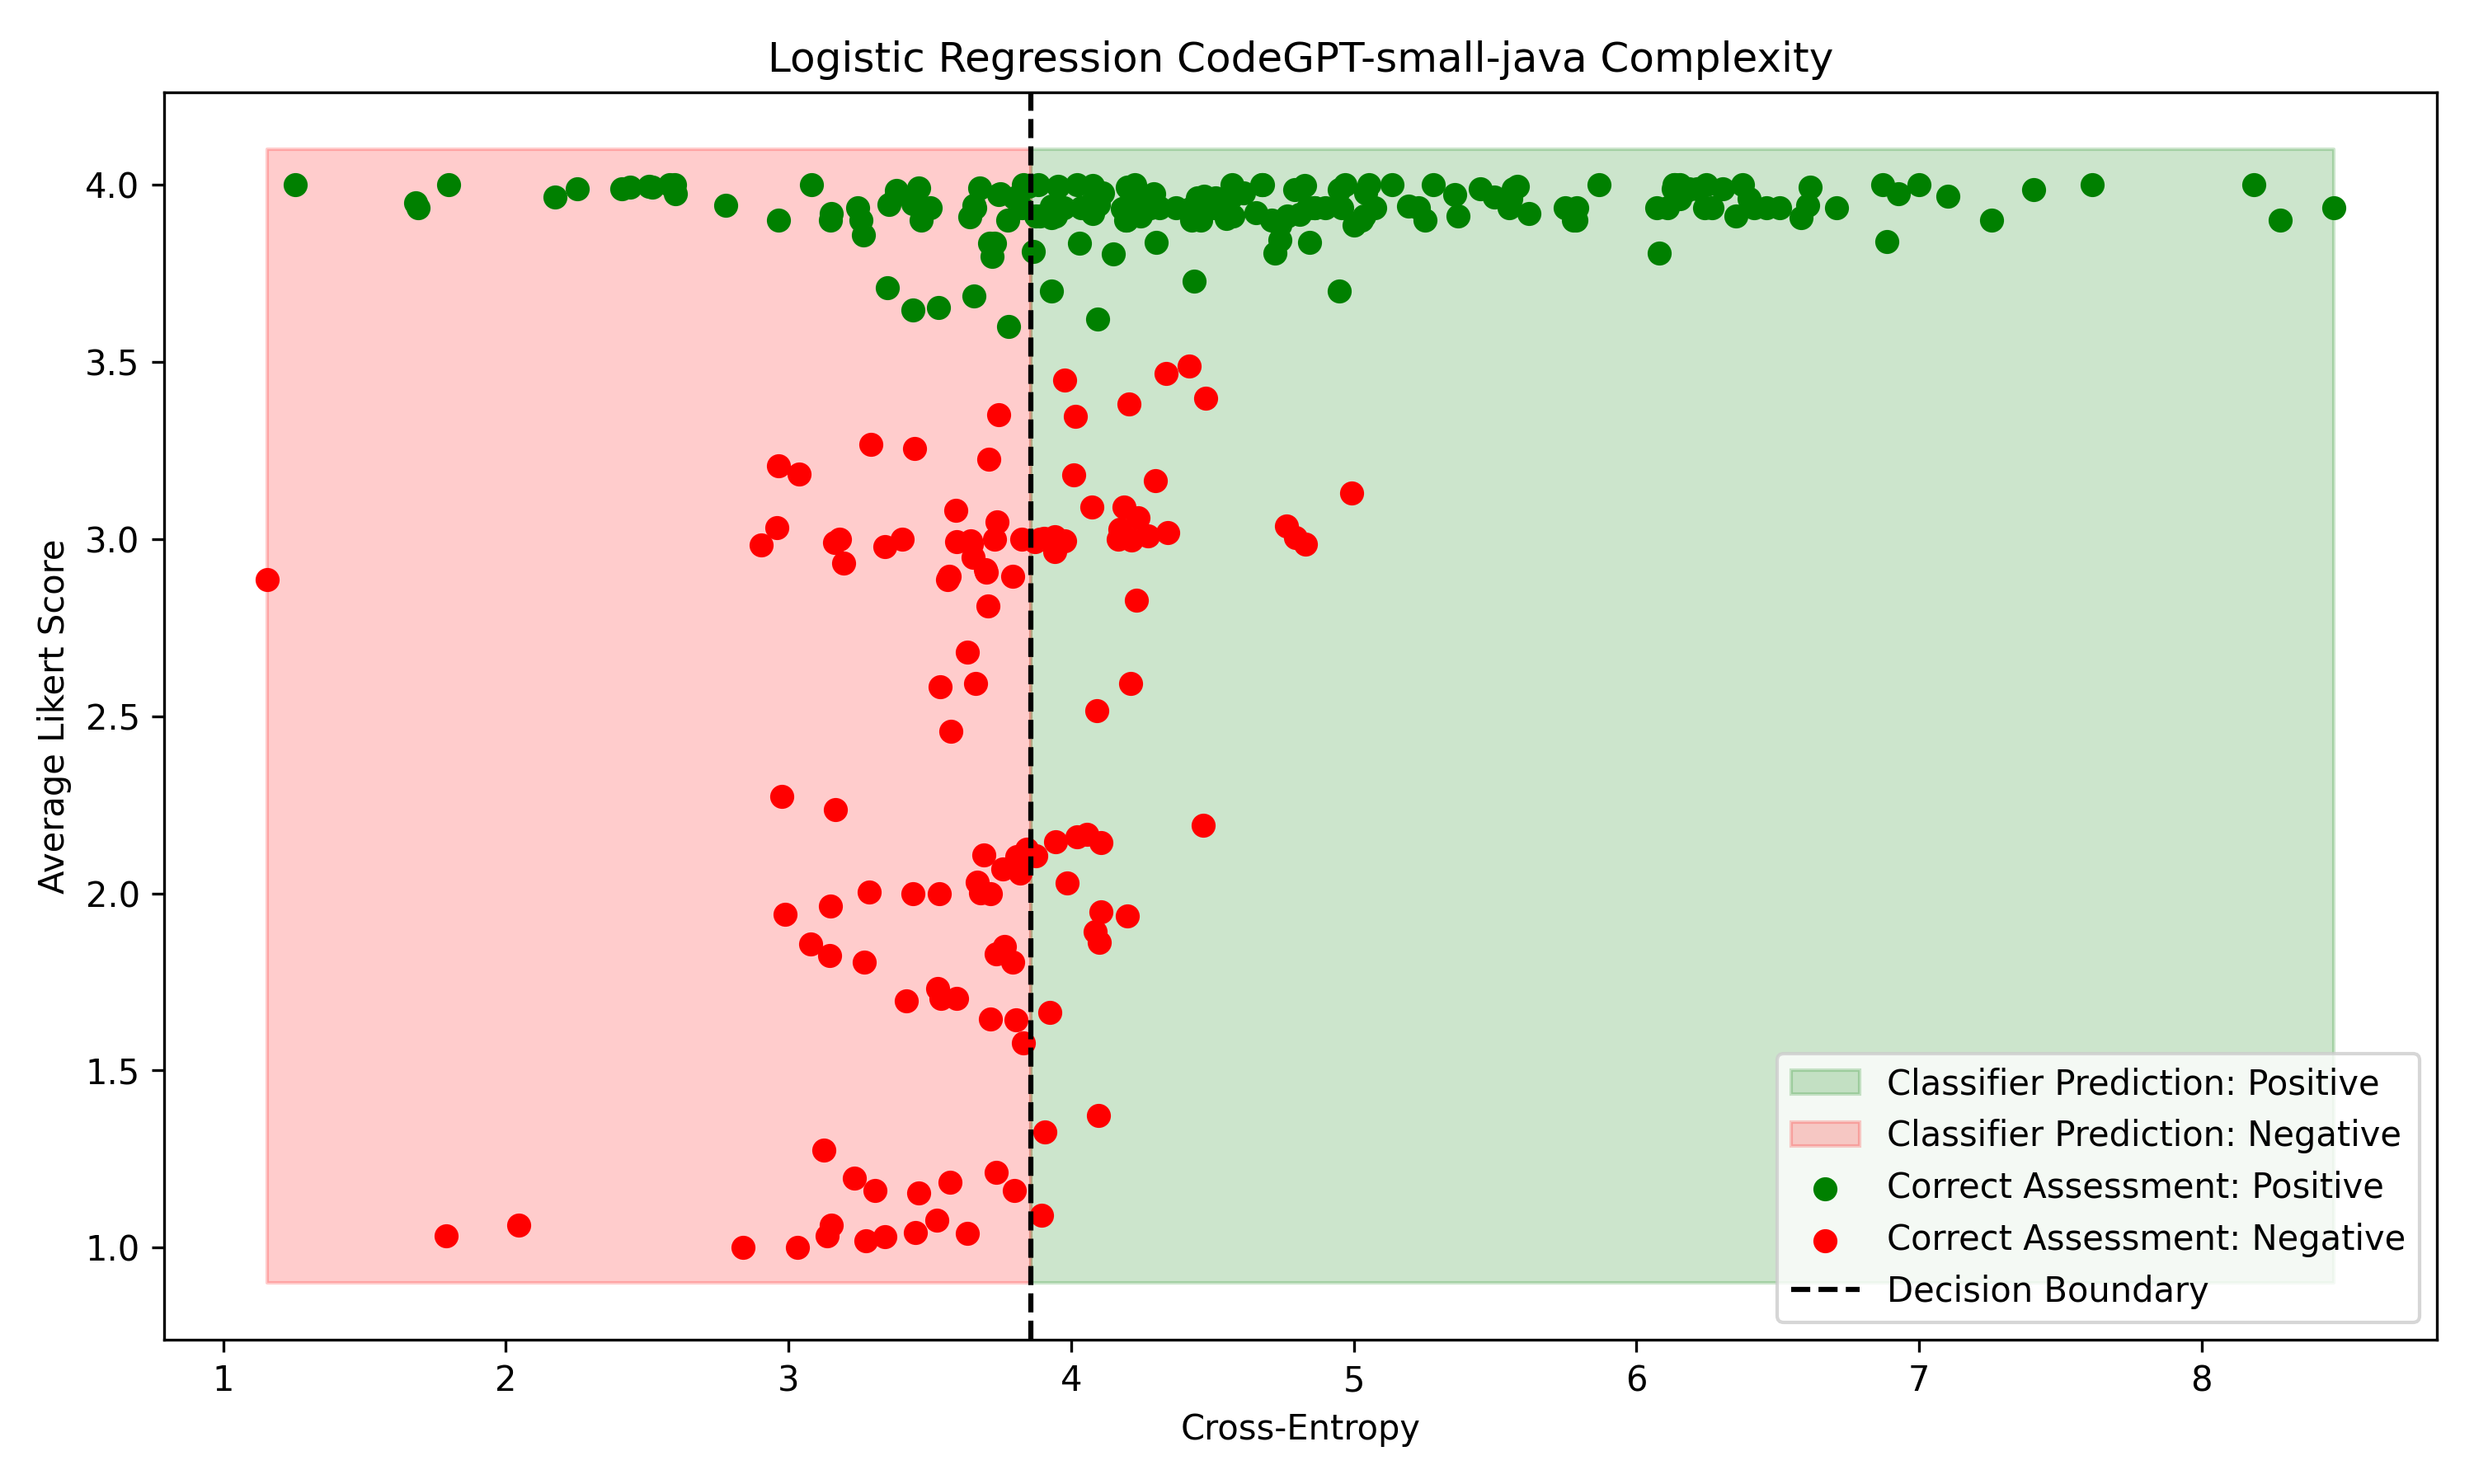 Logistic Regression CodeGPT-small-java Complexity
Average Likert Score
4.0
3.5
3.0
2.5
2.0
1.5
1.0
Classifier Prediction: Positive
Classifier Prediction: Negative
Correct Assessment: Positive
Correct Assessment: Negative
Decision Boundary
1 2 3 4 5 6 7 8
Cross-Entropy